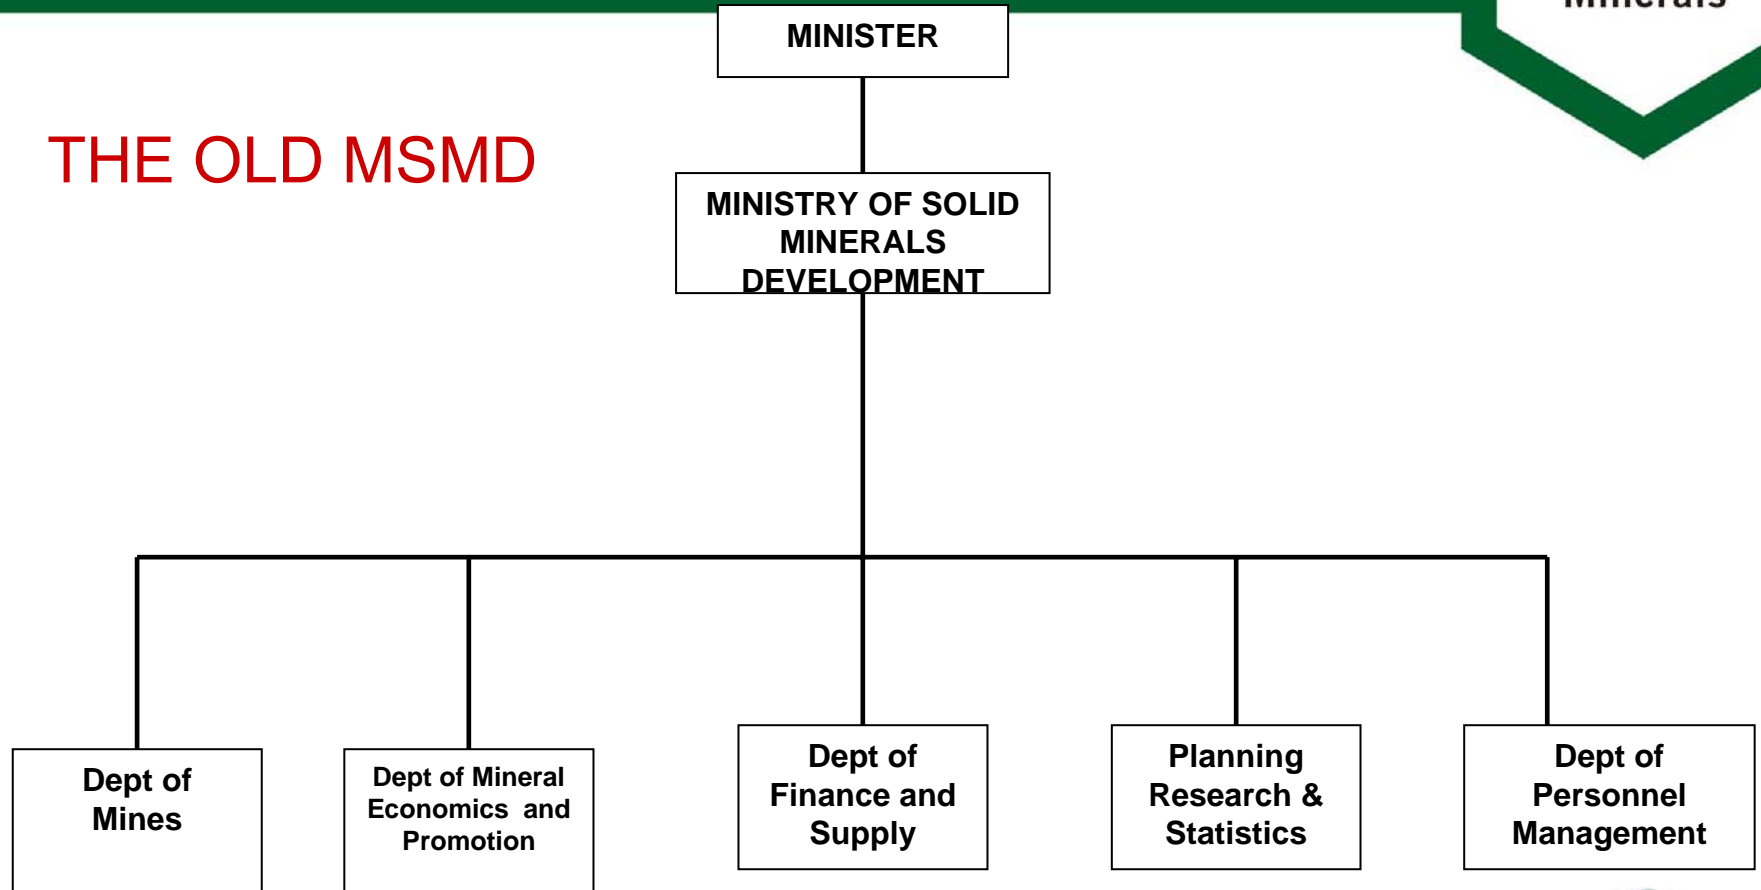 Minerals
MINISTER
THE OLD MSMD
MINISTRY OF SOLID
MINERALS
DEVELOPMENT
Dept of
Mines
Dept of Mineral
Economics and
Promotion
Dept of
Finance and
Supply
Planning
Research &
Statistics
Dept of
Personnel
Management